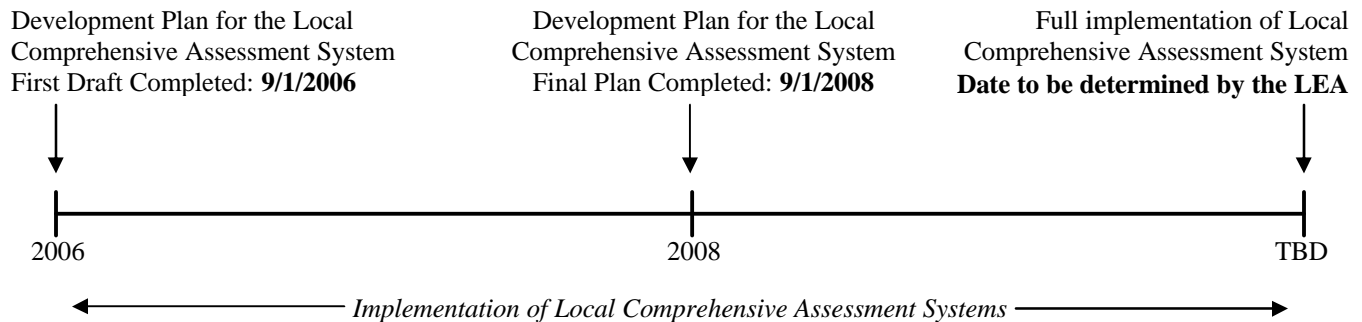 Development Plan for the Local
Comprehensive Assessment System
First Draft Completed: 9/1/2006
Development Plan for the Local
Comprehensive Assessment System
Final Plan Completed: 9/1/2008
Full implementation of Local
Comprehensive Assessment System
Date to be determined by the LEA
2006
2008
TBD
Implementation of Local Comprehensive Assessment Systems